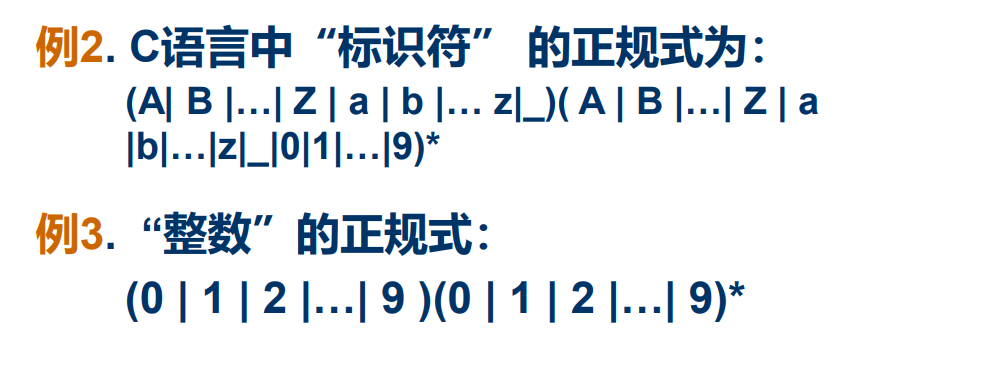 例2. C语言中“标识符” 的正规式为：
(A| B |…| Z | a | b |… z|_)( A | B |…| Z | a
|b|…|z|_|0|1|…|9)*
例3. “整数” 的正规式：
(0 | 1 | 2 |…| 9 )(0 | 1 | 2 |…| 9)*